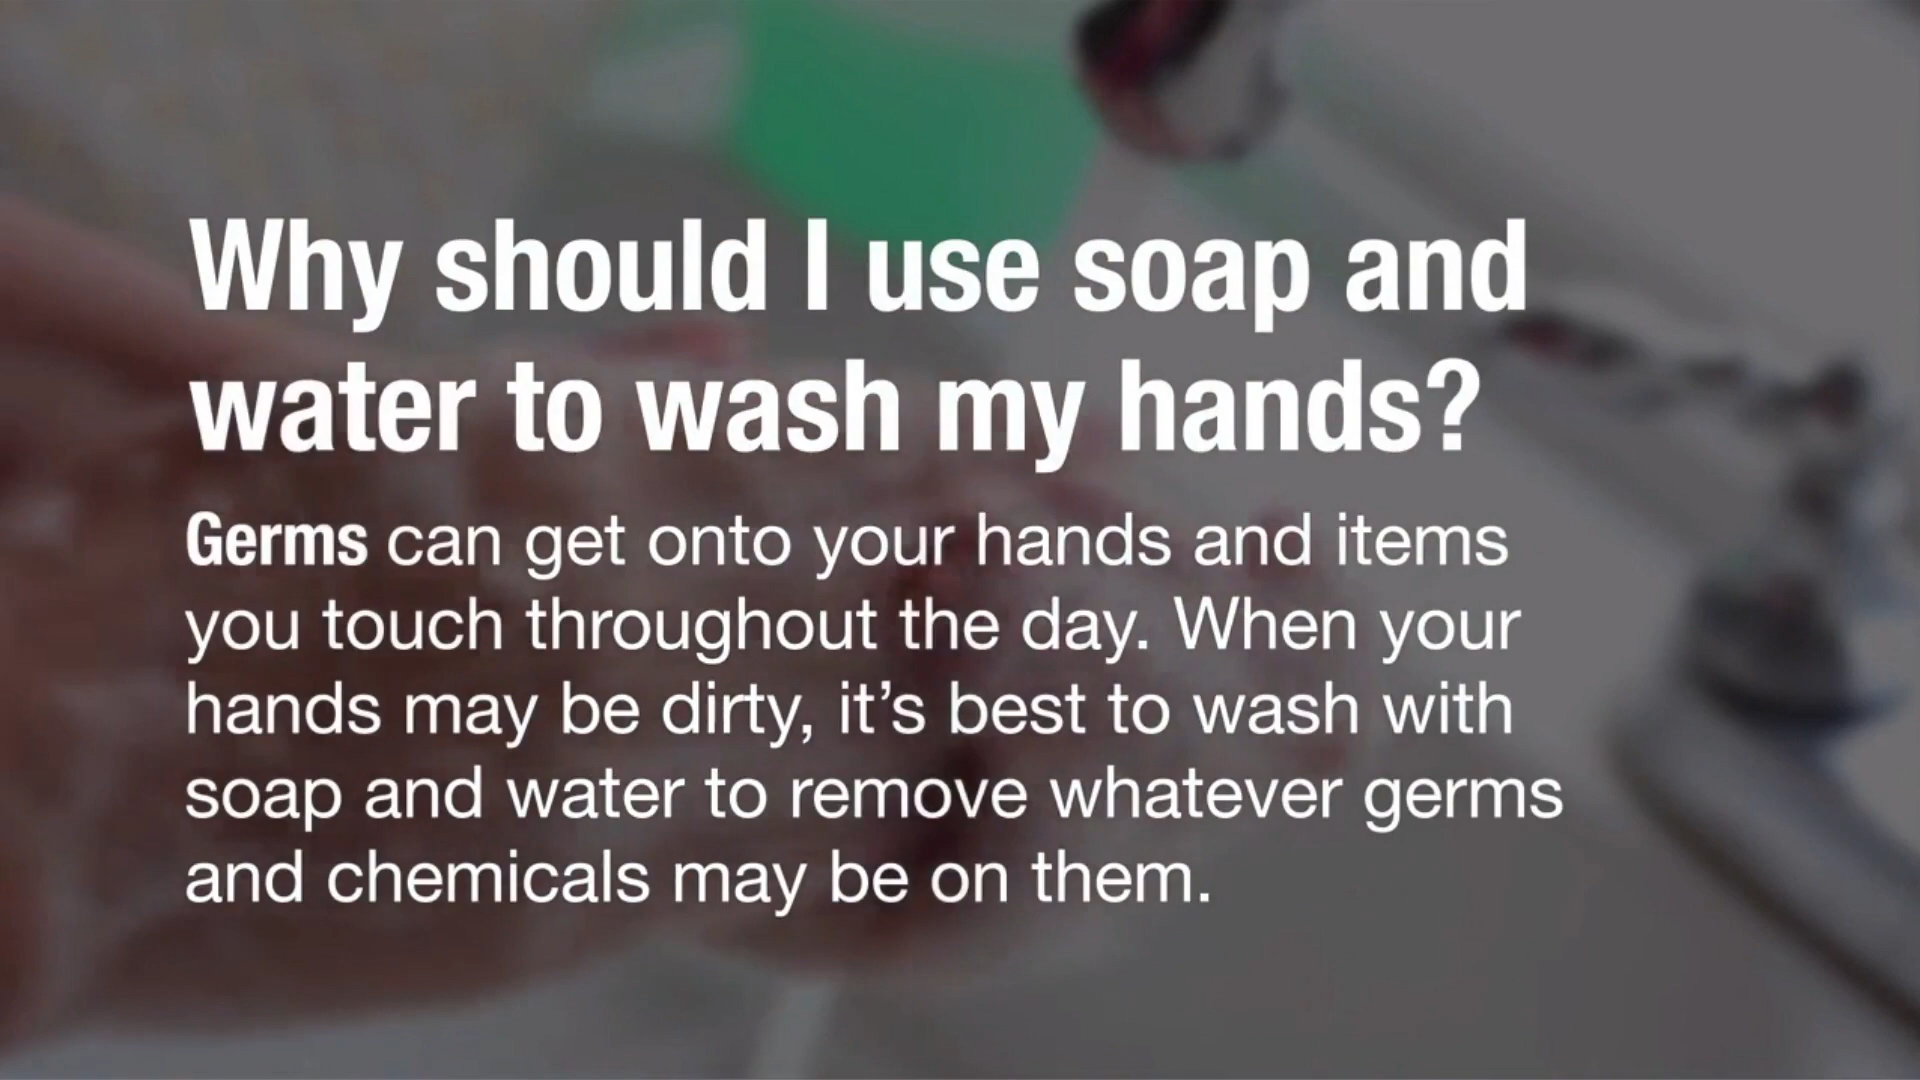 Why should I use soap and
water to wash my hands?
Germs can get onto your hands and items
you touch throughout the day. When your
hands may be dirty, it’s best to wash with
soap and water to remove whatever germs
and chemicals may be on them.